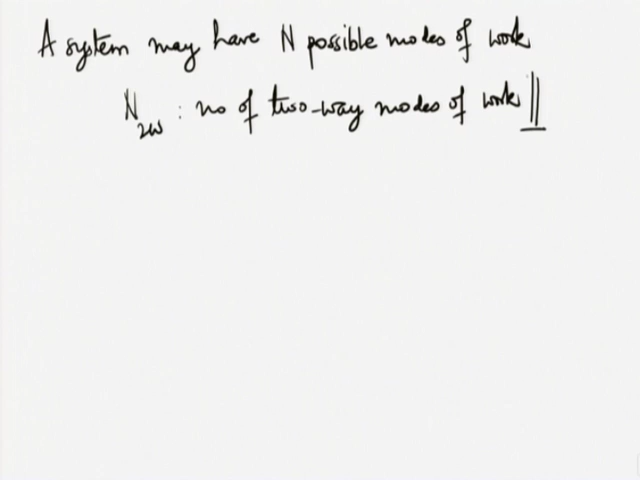 A system may have N possible modes of work
N2W : no of two-way modes of work